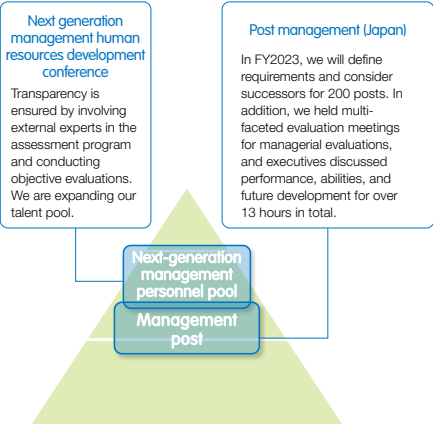 Next generation
management human
resources development
conference
Transparency is
ensured by involving
external experts in the
assessment program
and conducting
objective evaluations.
We are expanding our
talent pool.
Post management (Japan)
In FY2023, we will define
requirements and consider
successors for 200 posts. In
addition, we held multi-
faceted evaluation meetings
for managerial evaluations,
and executives discussed
performance, abilities, and
future development for over
13 hours in total.
Next-generation
management
personnel pool
Management
post